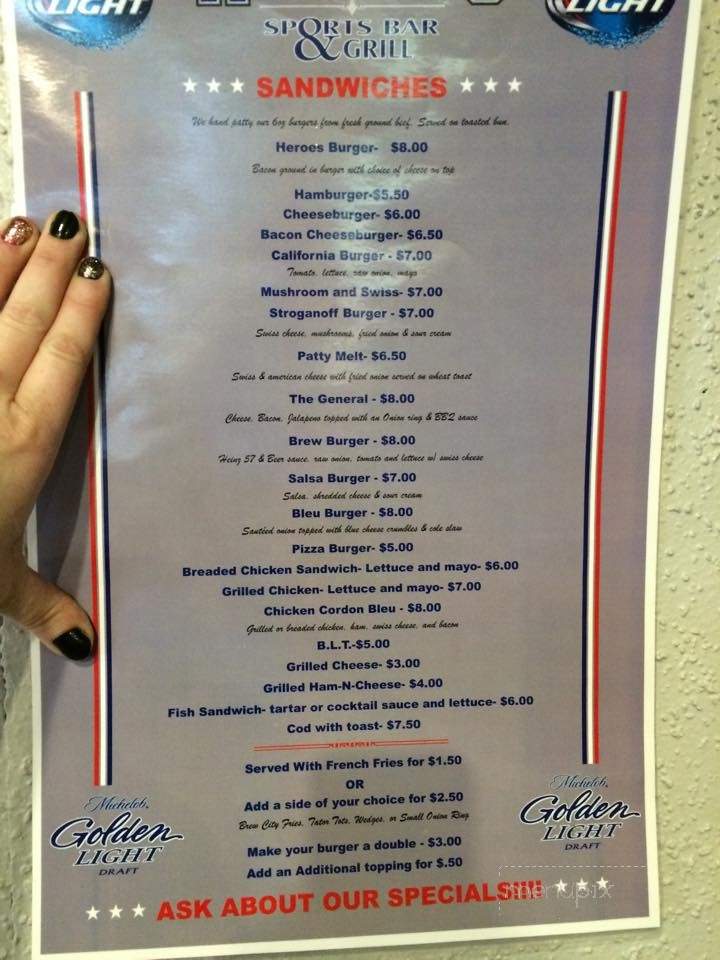 LIGHT
LIGHT
SPORTS BAR
& GRILL
SANDWICHES
We hand patty our 6oz burgers from fresh ground beef. Served on toasted bun.
Heroes Burger- $8.00
Bacon ground in burger with choice of cheese on top
Hamburger-$5.50
Cheeseburger- $6.00
Bacon Cheeseburger- $6.50
California Burger - $7.00
Tomato, lettuce, raw onion, mayo
Mushroom and Swiss- $7.00
Stroganoff Burger - $7.00
Swiss cheese, mushrooms, fried onion & sour cream
Patty Melt- $6.50
Swiss & american cheese with fried onion served on wheat toast
The General - $8.00
Cheese, Bacon, Jalapeno topped with an Onion ring & BBQ sauce
Brew Burger - $8.00
Heinz 57 & Beer sauce, raw onion, tomato and lettuce w/ swiss cheese
Salsa Burger - $7.00
Salsa, shredded cheese & sour cream
Bleu Burger - $8.00
Sautéed onion topped with blue cheese crumbles & cole slaw
Pizza Burger- $5.00
Breaded Chicken Sandwich- Lettuce and mayo- $6.00
Grilled Chicken- Lettuce and mayo- $7.00
Chicken Cordon Bleu - $8.00
Grilled or breaded chicken, ham, swiss cheese, and bacon
B.L.T.-$5.00
Grilled Cheese- $3.00
Grilled Ham-N-Cheese- $4.00
Fish Sandwich- tartar or cocktail sauce and lettuce- $6.00
Cod with toast- $7.50
Served With French Fries for $1.50
OR
Add a side of your choice for $2.50
Brew City Fries, Tator Tots, Wedges, or Small Onion Ring
Make your burger a double - $3.00
Add an Additional topping for $.50
Michelob.
Golden
LIGHT
DRAFT
Michelob.
Golden
LIGHT
DRAFT
ASK ABOUT OUR SPECIALS!!!!
menupix